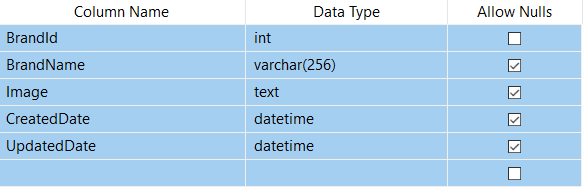 Column Name Data Type Allow Nulls
BrandId int
BrandName varchar(256)
Image text
CreatedDate datetime
UpdatedDate datetime